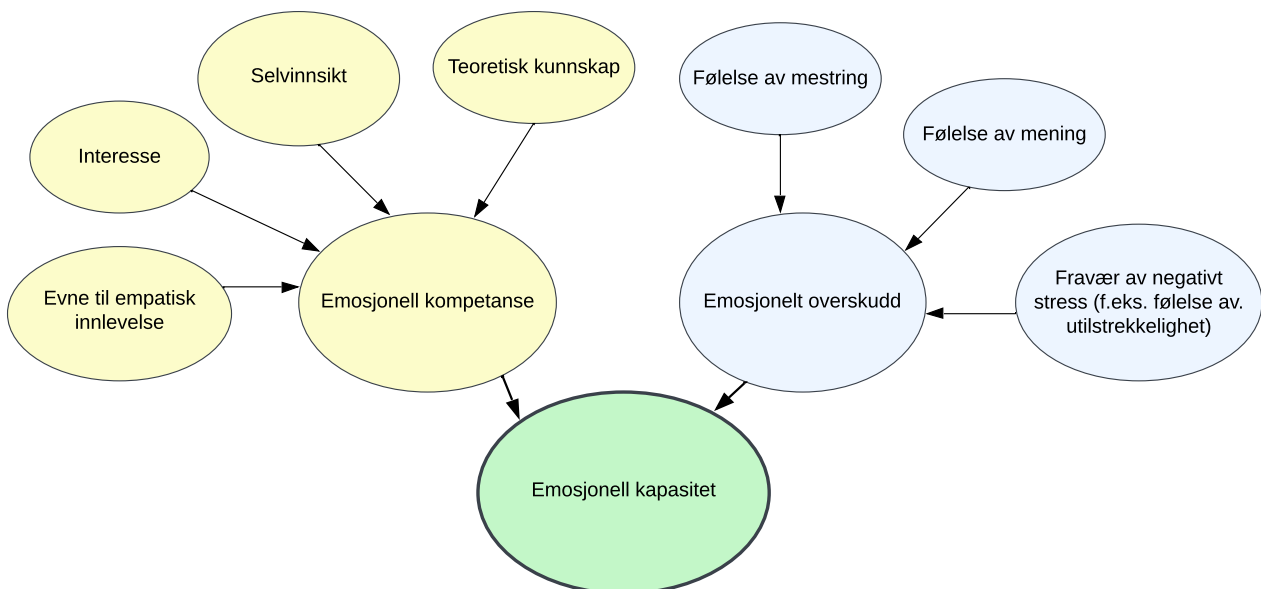 Selvinnsikt
Teoretisk kunnskap
Følelse av mestring
Følelse av mening
Interesse
Evne til empatisk
innlevelse
Emosjonell kompetanse
Emosjonelt overskudd
Fravær av negativt
stress (f.eks. følelse av.
utilstrekkelighet)
Emosjonell kapasitet